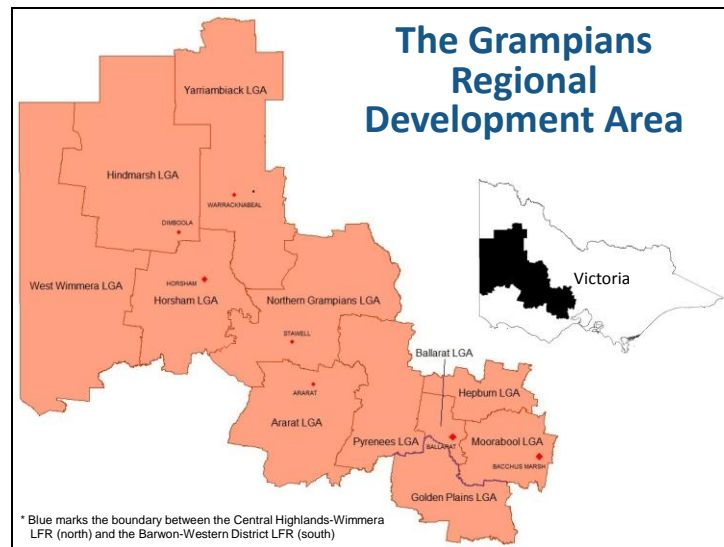 The Grampians
Regional
Development Area
Yarriambiack LGA
Hindmarsh LGA
WARRACKNABEAL
DIMBOOLA
West Wimmera LGA
HORSHAM
Horsham LGA
Northern Grampians LGA
Victoria
STAWELL
Ballarat LGA
ARARAT
Hepburn LGA
Ararat LGA
Pyrenees LGA
BALLARAT
Moorabool LGA
BACCHUS MARSH
Golden Plains LGA
* Blue marks the boundary between the Central Highlands-Wimmera
LFR (north) and the Barwon-Western District LFR (south)